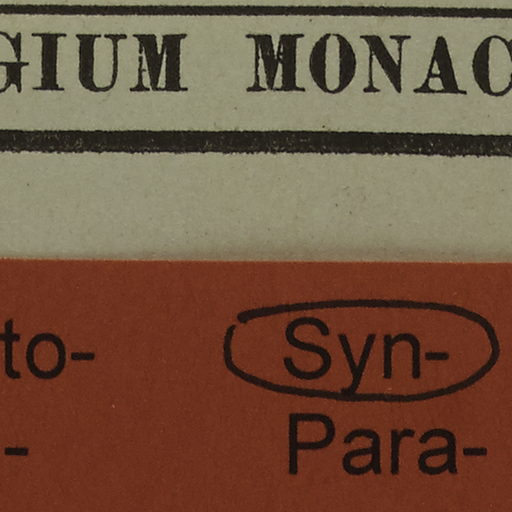 GIUM MONAC
to- Syn-
- Para-